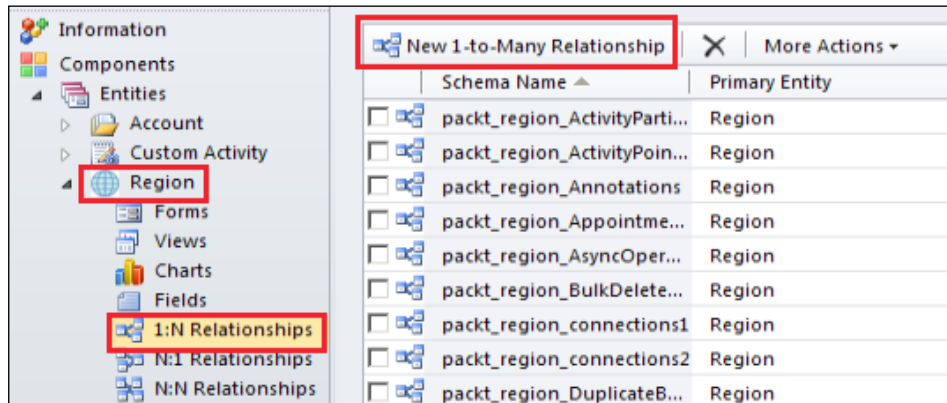 Information
Components
Entities
Account
Custom Activity
Region
Forms
Views
Charts
Fields
1:N Relationships
N:1 Relationships
N:N Relationships
New 1-to-Many Relationship
More Actions
Schema Name
Primary Entity
packt_region_ActivityParti... Region
packt_region_ActivityPoin... Region
packt_region_Annotations Region
packt_region_Appointme... Region
packt_region_AsyncOper... Region
packt_region_BulkDelete... Region
packt_region_connections1 Region
packt_region_connections2 Region
packt_region_DuplicateB... Region